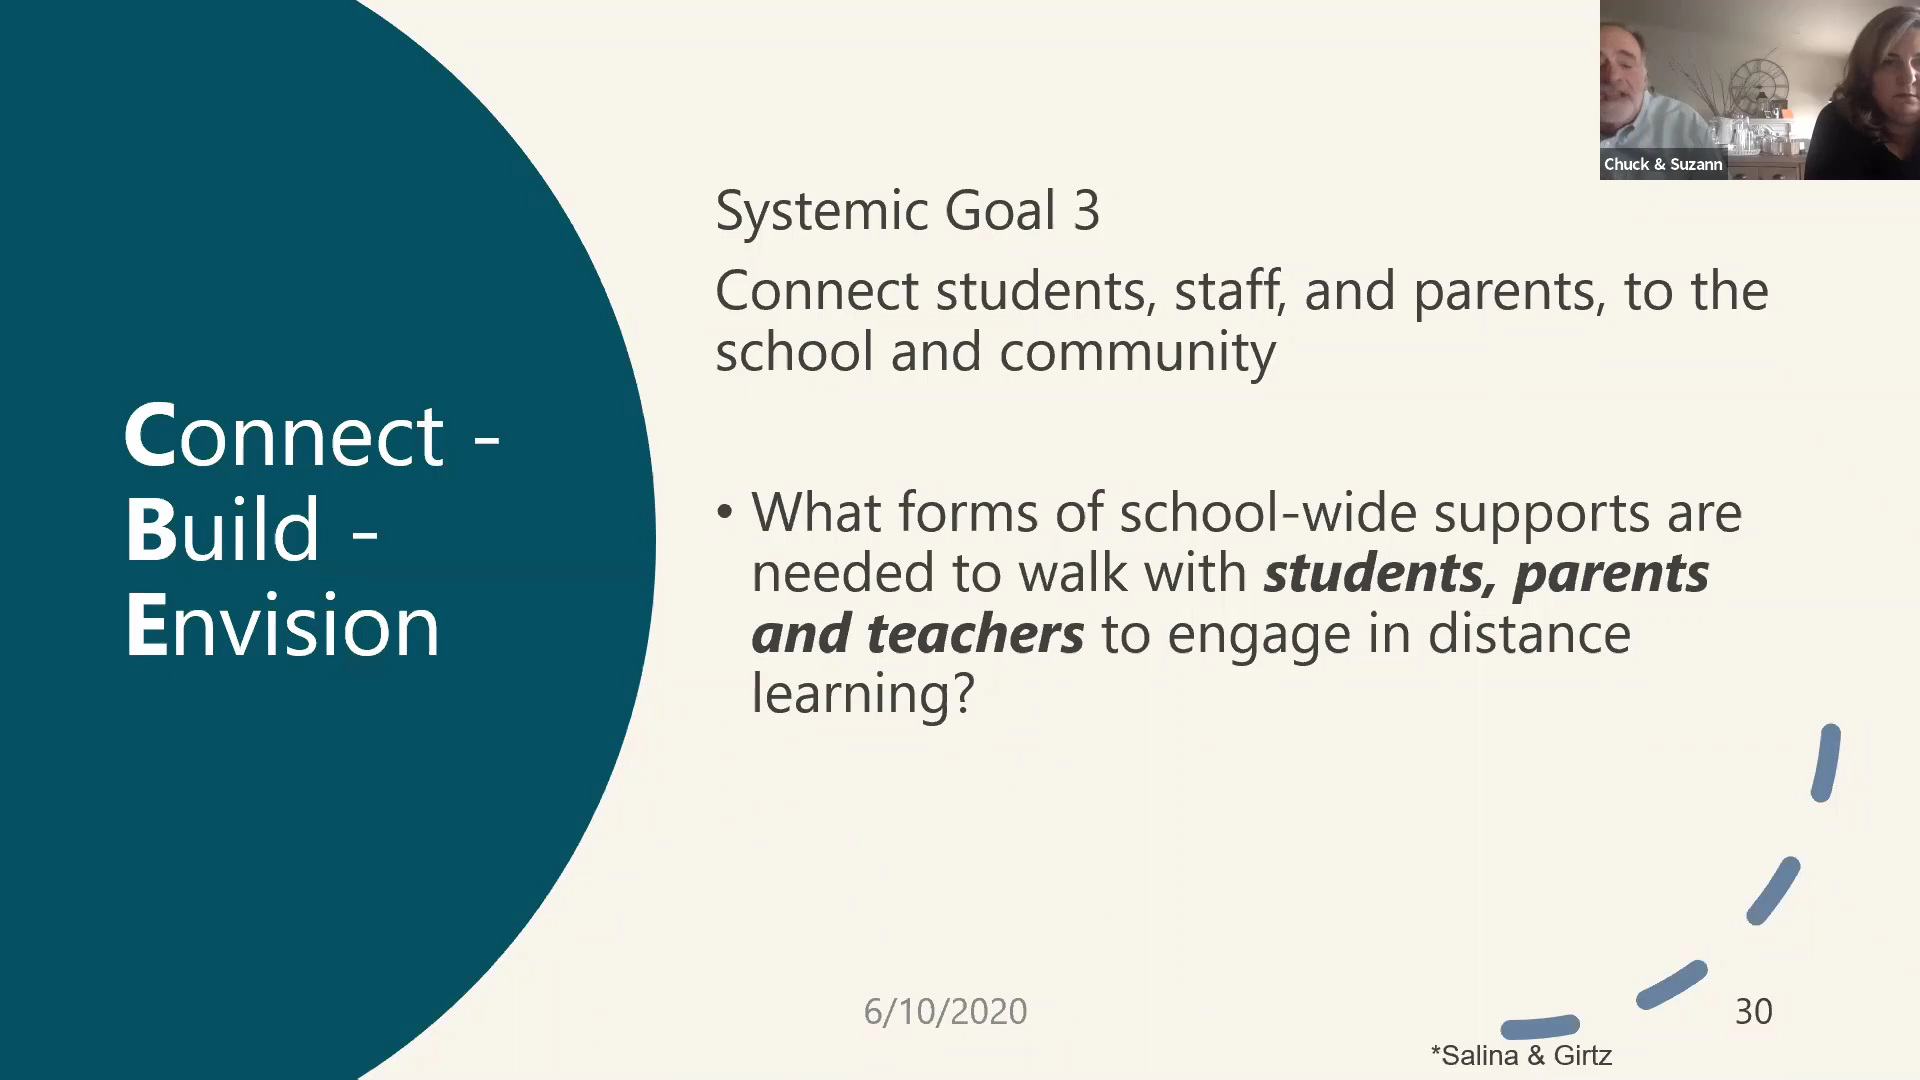 Connect -
Build -
Envision
Systemic Goal 3
Connect students, staff, and parents, to the
school and community
• What forms of school-wide supports are
needed to walk with students, parents
and teachers to engage in distance
learning?
6/10/2020
30
*Salina & Girtz
Chuck & Suzann